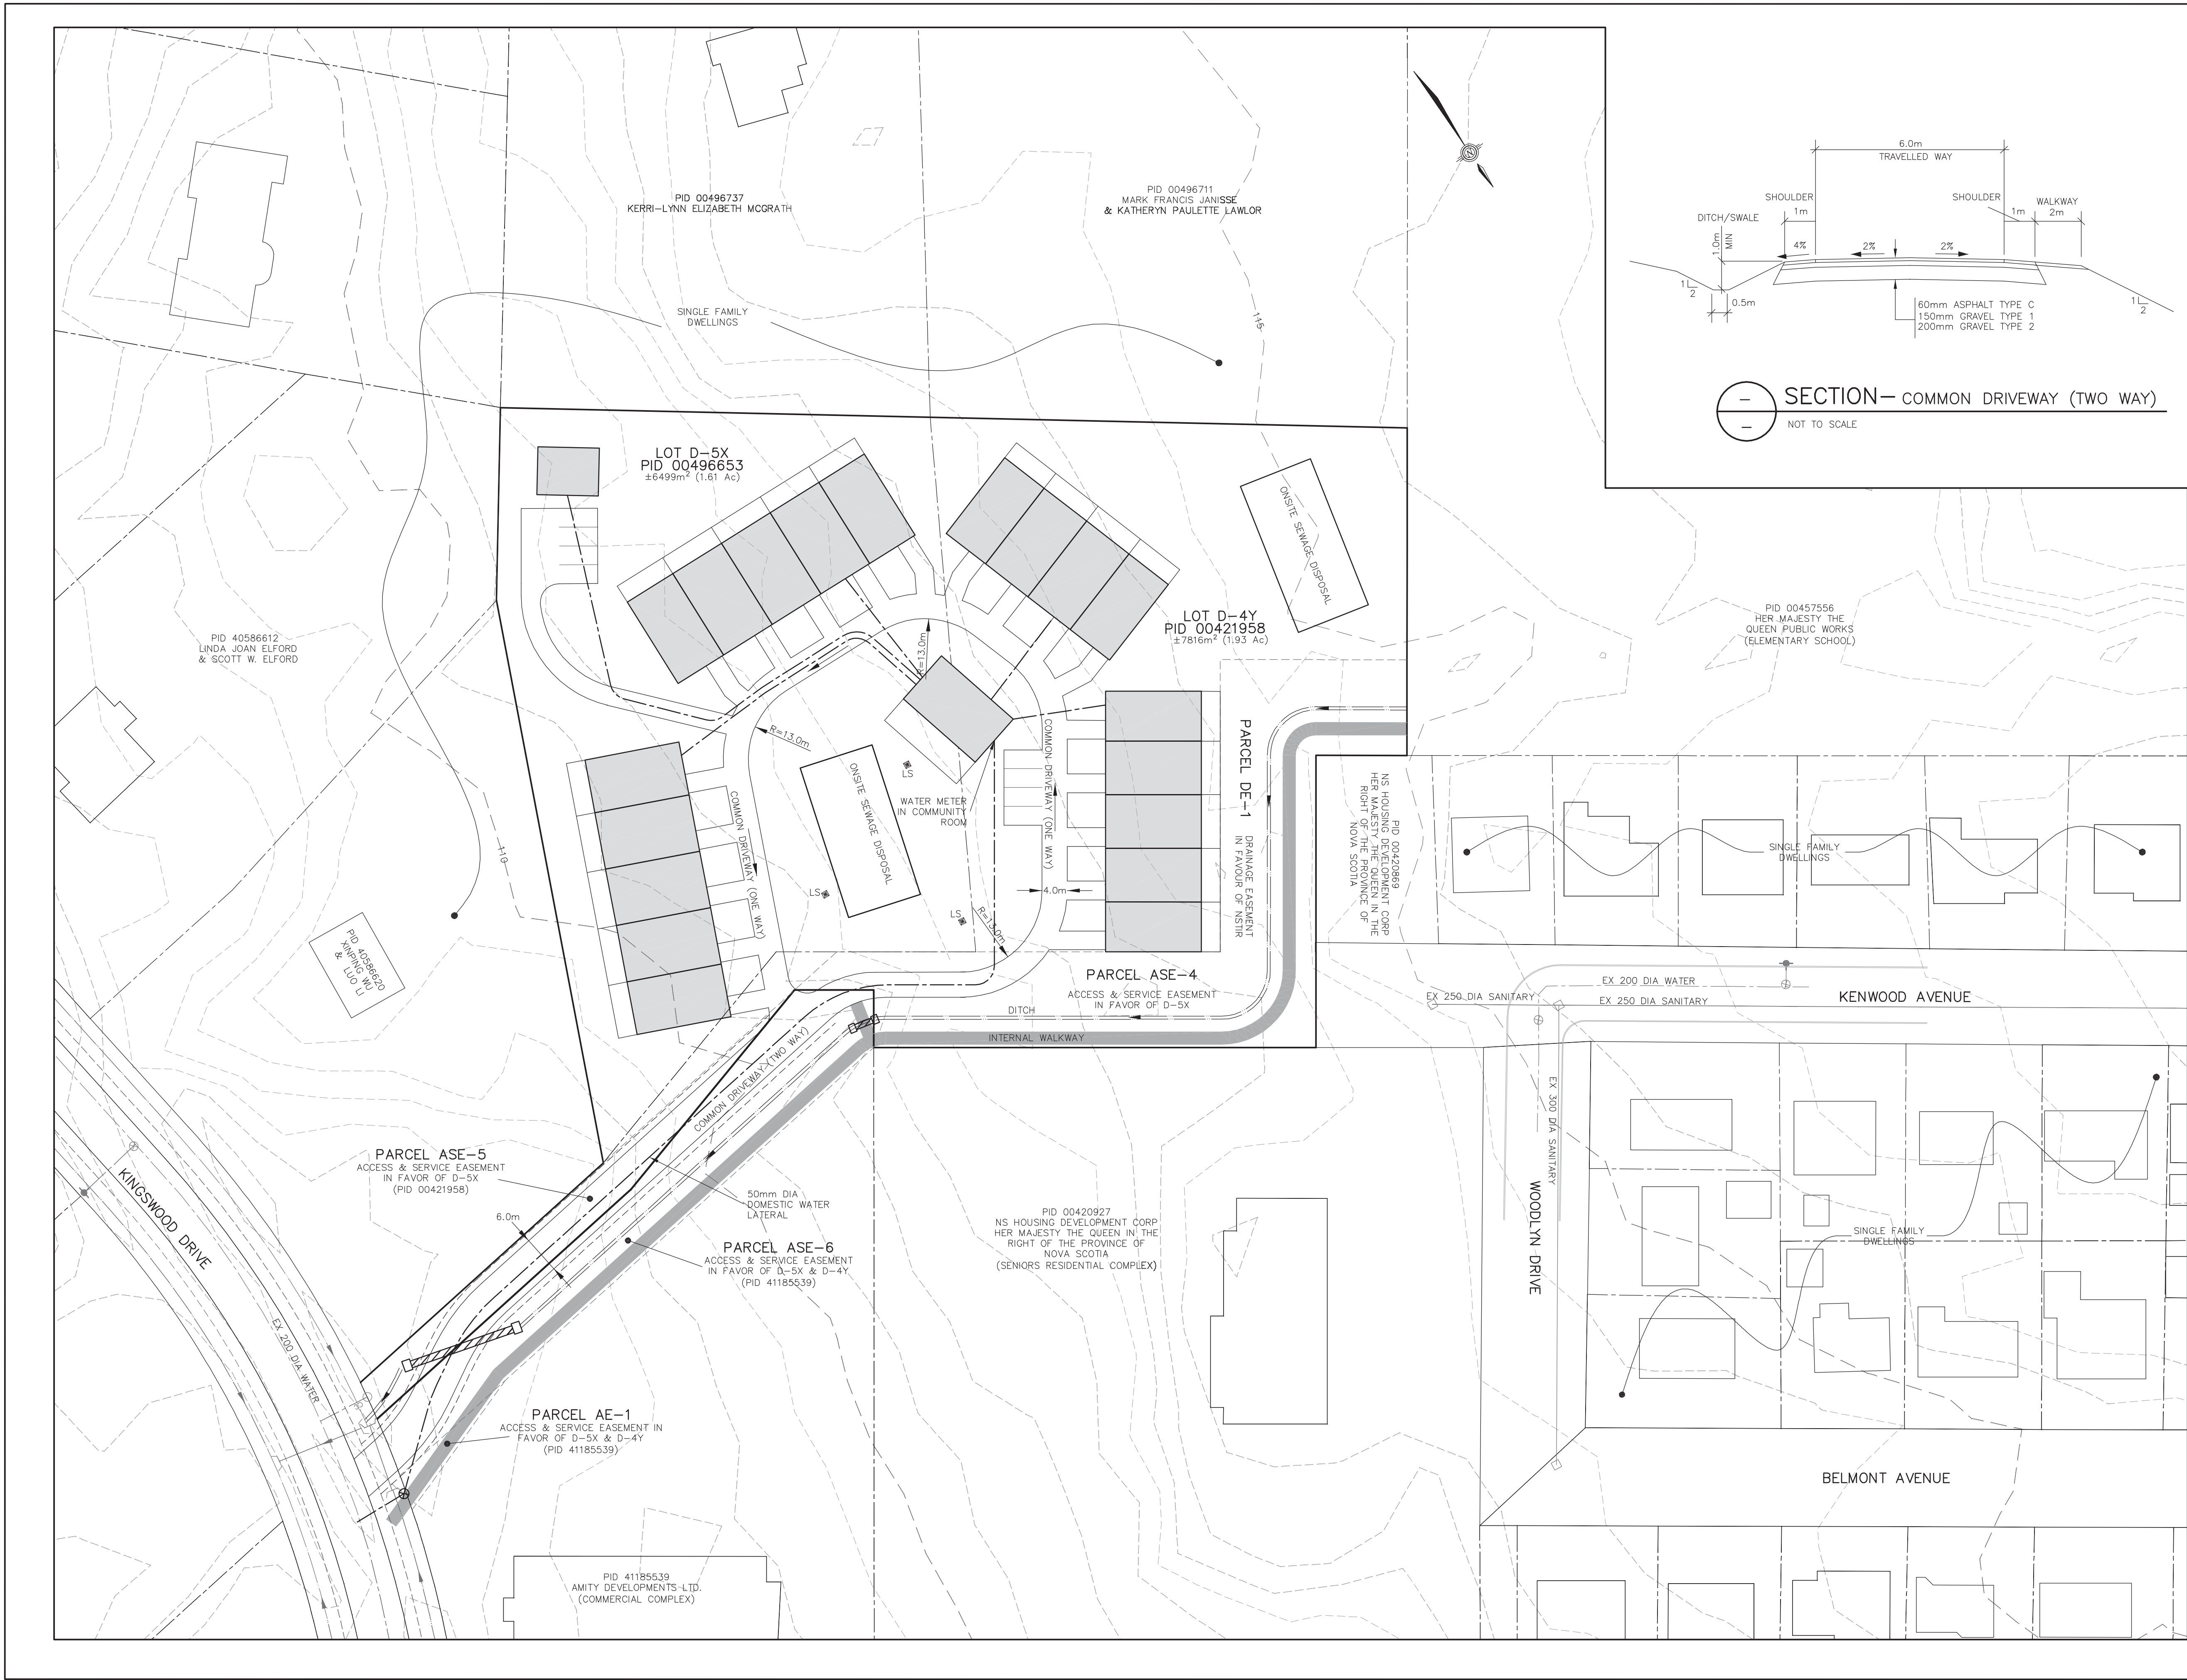 PID 00496737
KERRI-LYNN ELIZABETH MCGRATH
PID 00496711
MARK FRANCIS JANISSE
& KATHERYN PAULETTE LAWLOR
SINGLE FAMILY
DWELLINGS
115
N
6.0m
TRAVELLED WAY
SHOULDER
1m
SHOULDER
1m
WALKWAY
2m
DITCH/SWALE
1.0m
MIN
4%
2%
2%
1
2
0.5m
1
2
60mm ASPHALT TYPE C
150mm GRAVEL TYPE 1
200mm GRAVEL TYPE 2
SECTION- COMMON DRIVEWAY (TWO WAY)
NOT TO SCALE
LOT D-5X
PID 00496653
±6499m² (1.61 Ac)
ONSITE SEWAGE DISPOSAL
LOT D-4Y
PID 00421958
±7816m² (1.93 Ac)
PID 40586612
LINDA JOAN ELFORD
& SCOTT W. ELFORD
PID 00457556
HER MAJESTY THE
QUEEN PUBLIC WORKS
(ELEMENTARY SCHOOL)
R=13.0m
R=13.0m
COMMON DRIVEWAY (ONE WAY)
ONSITE SEWAGE DISPOSAL
LS
WATER METER
IN COMMUNITY
ROOM
COMMON DRIVEWAY (ONE WAY)
4.0m
LS
LS
R=13.0m
PARCEL DE-1
DRAINAGE EASEMENT
IN FAVOUR OF NSTIR
PID 00420869
NS HOUSING DEVELOPMENT CORP
HER MAJESTY THE QUEEN IN THE
RIGHT OF THE PROVINCE OF
NOVA SCOTIA
SINGLE FAMILY
DWELLINGS
110
PID 40586620
XINPING WU
& LUO LI
PARCEL ASE-4
ACCESS & SERVICE EASEMENT
IN FAVOR OF D-5X
DITCH
INTERNAL WALKWAY
EX 250 DIA SANITARY
EX 200 DIA WATER
EX 250 DIA SANITARY
KENWOOD AVENUE
COMMON DRIVEWAY (TWO WAY)
EX 300 DIA SANITARY
WOODLYN DRIVE
PARCEL ASE-5
ACCESS & SERVICE EASEMENT
IN FAVOR OF D-5X
(PID 00421958)
6.0m
50mm DIA
DOMESTIC WATER
LATERAL
KINGSWOOD DRIVE
PARCEL ASE-6
ACCESS & SERVICE EASEMENT
IN FAVOR OF D-5X & D-4Y
(PID 41185539)
PID 00420927
NS HOUSING DEVELOPMENT CORP
HER MAJESTY THE QUEEN IN THE
RIGHT OF THE PROVINCE OF
NOVA SCOTIA
(SENIORS RESIDENTIAL COMPLEX)
SINGLE FAMILY
DWELLINGS
EX 200 DIA WATER
PARCEL AE-1
ACCESS & SERVICE EASEMENT IN
FAVOR OF D-5X & D-4Y
(PID 41185539)
BELMONT AVENUE
PID 41185539
AMITY DEVELOPMENTS LTD.
(COMMERCIAL COMPLEX)